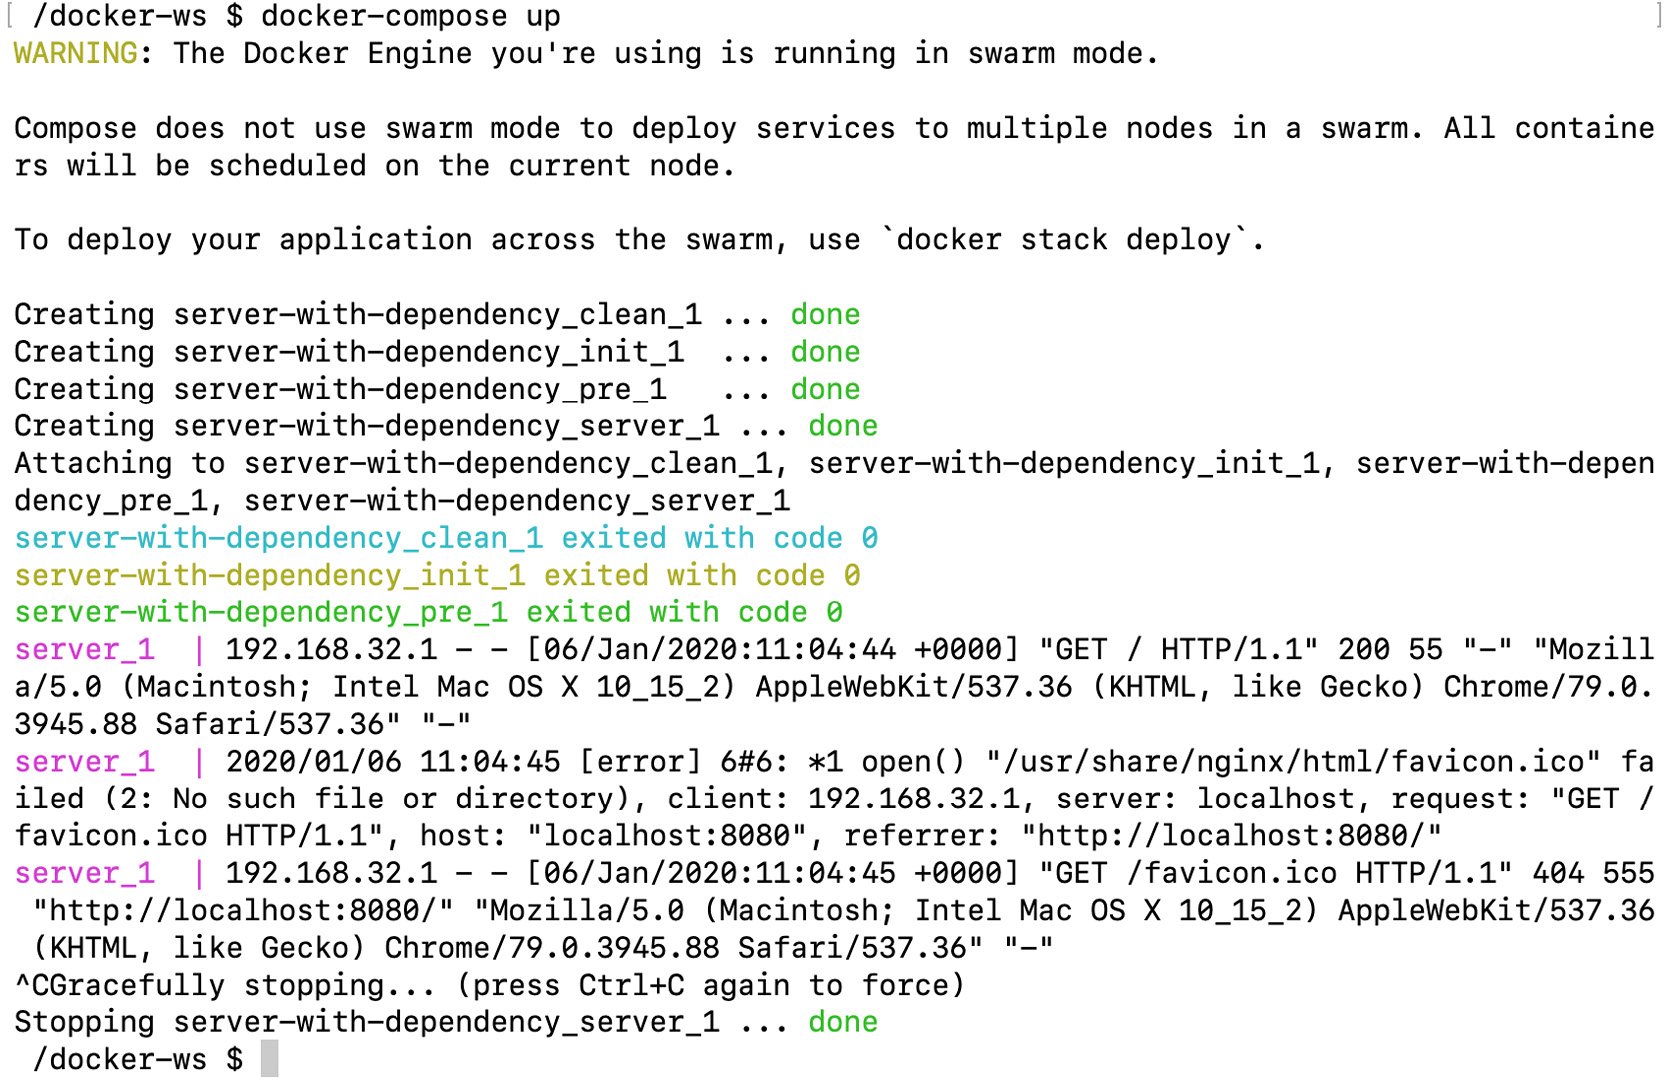 [ /docker-ws $ docker-compose up ]
WARNING: The Docker Engine you're using is running in swarm mode.
Compose does not use swarm mode to deploy services to multiple nodes in a swarm. All containe
rs will be scheduled on the current node.
To deploy your application across the swarm, use `docker stack deploy`.
Creating server-with-dependency_clean_1 ... done
Creating server-with-dependency_init_1  ... done
Creating server-with-dependency_pre_1   ... done
Creating server-with-dependency_server_1 ... done
Attaching to server-with-dependency_clean_1, server-with-dependency_init_1, server-with-depen
dency_pre_1, server-with-dependency_server_1
server-with-dependency_clean_1 exited with code 0
server-with-dependency_init_1 exited with code 0
server-with-dependency_pre_1 exited with code 0
server_1  | 192.168.32.1 - - [06/Jan/2020:11:04:44 +0000] "GET / HTTP/1.1" 200 55 "-" "Mozill
a/5.0 (Macintosh; Intel Mac OS X 10_15_2) AppleWebKit/537.36 (KHTML, like Gecko) Chrome/79.0.
3945.88 Safari/537.36" "-"
server_1  | 2020/01/06 11:04:45 [error] 6#6: *1 open() "/usr/share/nginx/html/favicon.ico" fa
iled (2: No such file or directory), client: 192.168.32.1, server: localhost, request: "GET /
favicon.ico HTTP/1.1", host: "localhost:8080", referrer: "http://localhost:8080/"
server_1  | 192.168.32.1 - - [06/Jan/2020:11:04:45 +0000] "GET /favicon.ico HTTP/1.1" 404 555
 "http://localhost:8080/" "Mozilla/5.0 (Macintosh; Intel Mac OS X 10_15_2) AppleWebKit/537.36
 (KHTML, like Gecko) Chrome/79.0.3945.88 Safari/537.36" "-"
^CGracefully stopping... (press Ctrl+C again to force)
Stopping server-with-dependency_server_1 ... done
 /docker-ws $